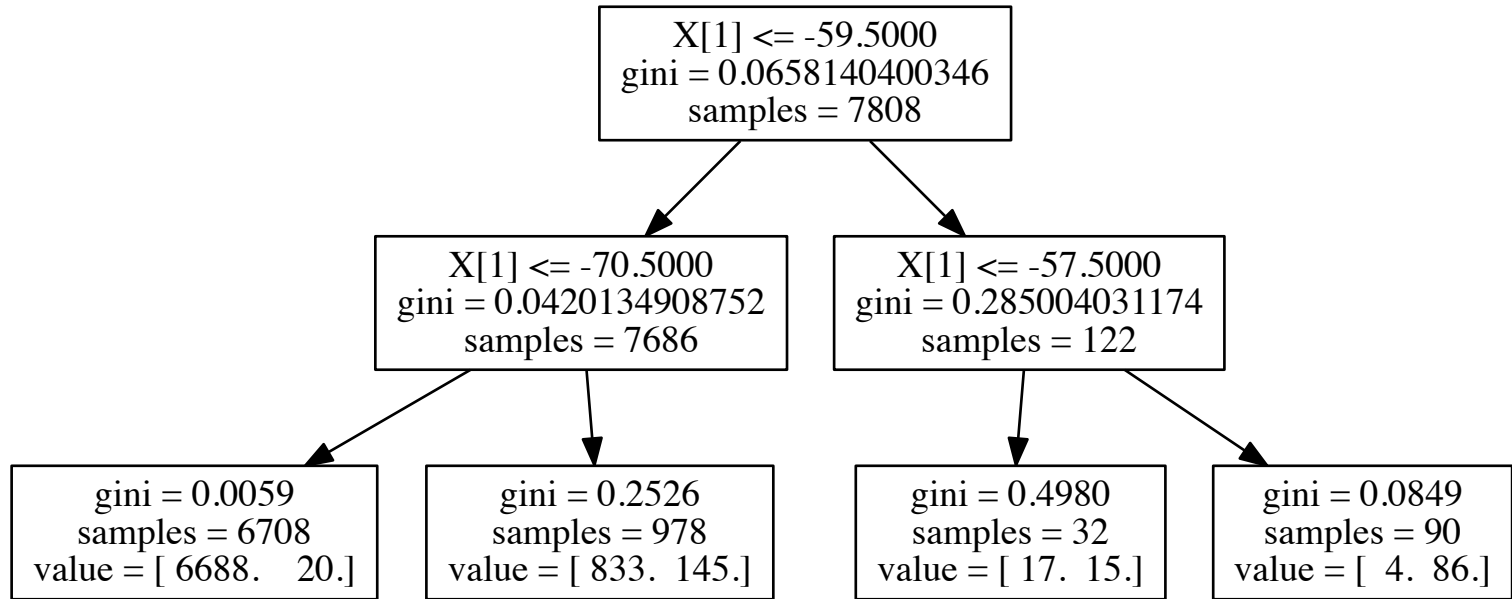 X[1] <= -59.5000
gini = 0.0658140400346
samples = 7808
X[1] <= -70.5000
gini = 0.0420134908752
samples = 7686
X[1] <= -57.5000
gini = 0.285004031174
samples = 122
gini = 0.0059
samples = 6708
value = [ 6688.    20.]
gini = 0.2526
samples = 978
value = [ 833.  145.]
gini = 0.4980
samples = 32
value = [ 17.  15.]
gini = 0.0849
samples = 90
value = [  4.  86.]